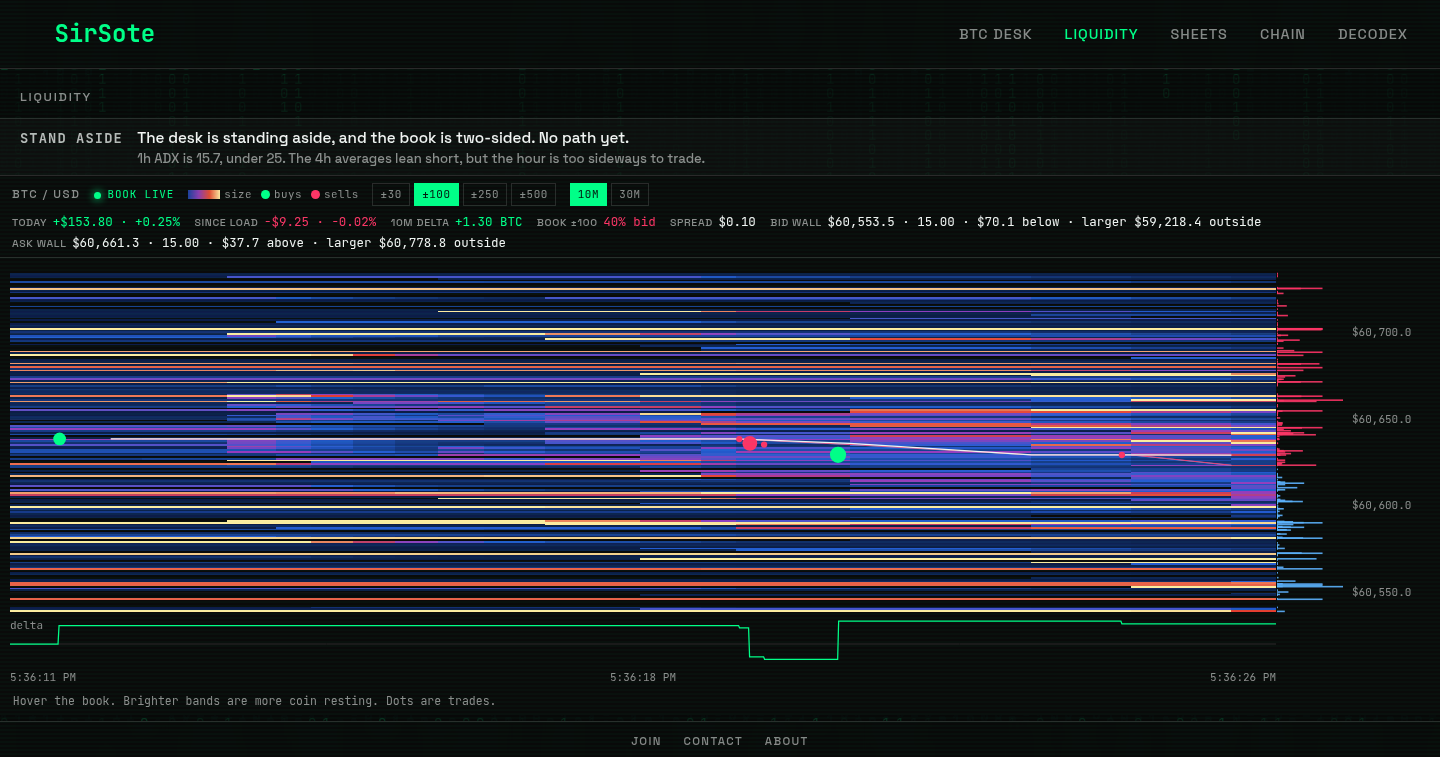 SirSote
BTC DESK LIQUIDITY SHEETS CHAIN DECODEX
LIQUIDITY
STAND ASIDE The desk is standing aside, and the book is two-sided. No path yet.
1h ADX is 15.7, under 25. The 4h averages lean short, but the hour is too sideways to trade.
BTC / USD BOOK LIVE size buys sells ±30 ±100 ±250 ±500 10M 30M
TODAY +$153.80 · +0.25% SINCE LOAD -$9.25 · -0.02% 10M DELTA +1.30 BTC BOOK ±100 40% bid SPREAD $0.10 BID WALL $60,553.5 · 15.00 · $70.1 below · larger $59,218.4 outside
ASK WALL $60,661.3 · 15.00 · $37.7 above · larger $60,778.8 outside
$60,700.0
$60,650.0
$60,600.0
$60,550.0
delta
5:36:11 PM 5:36:18 PM 5:36:26 PM
Hover the book. Brighter bands are more coin resting. Dots are trades.
JOIN CONTACT ABOUT